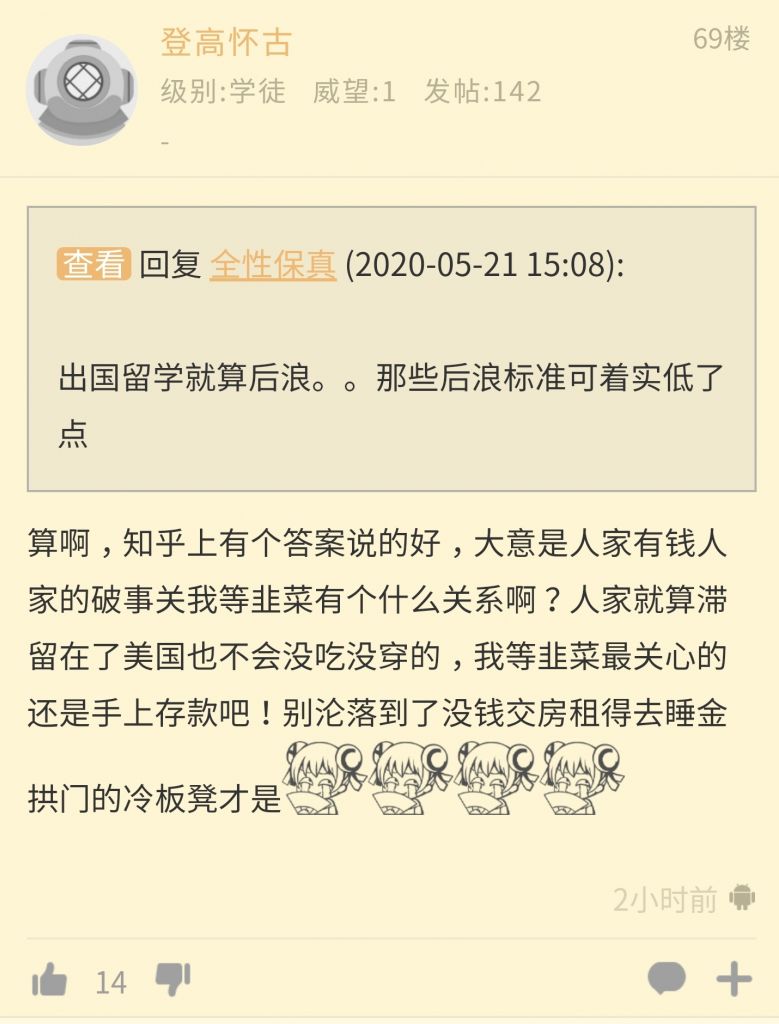 登高怀古
69楼
级别:学徒 威望:1 发帖:142
-
查看 回复 全性保真 (2020-05-21 15:08):
出国留学就算后浪。。那些后浪标准可着实低了
点
算啊，知乎上有个答案说的好，大意是人家有钱人
家的破事关我等韭菜有个什么关系啊？人家就算滞
留在了美国也不会没吃没穿的，我等韭菜最关心的
还是手上存款吧！别沦落到了没钱交房租得去睡金
拱门的冷板凳才是
2小时前
14